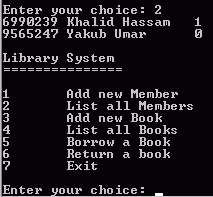 Enter your choice: 2
6990239 Khalid Hassam 1
9565247 Yakub Umar 0
Library System
===============
1 Add new Member
2 List all Members
3 Add new Book
4 List all Books
5 Borrow a Book
6 Return a book
7 Exit
Enter your choice: _